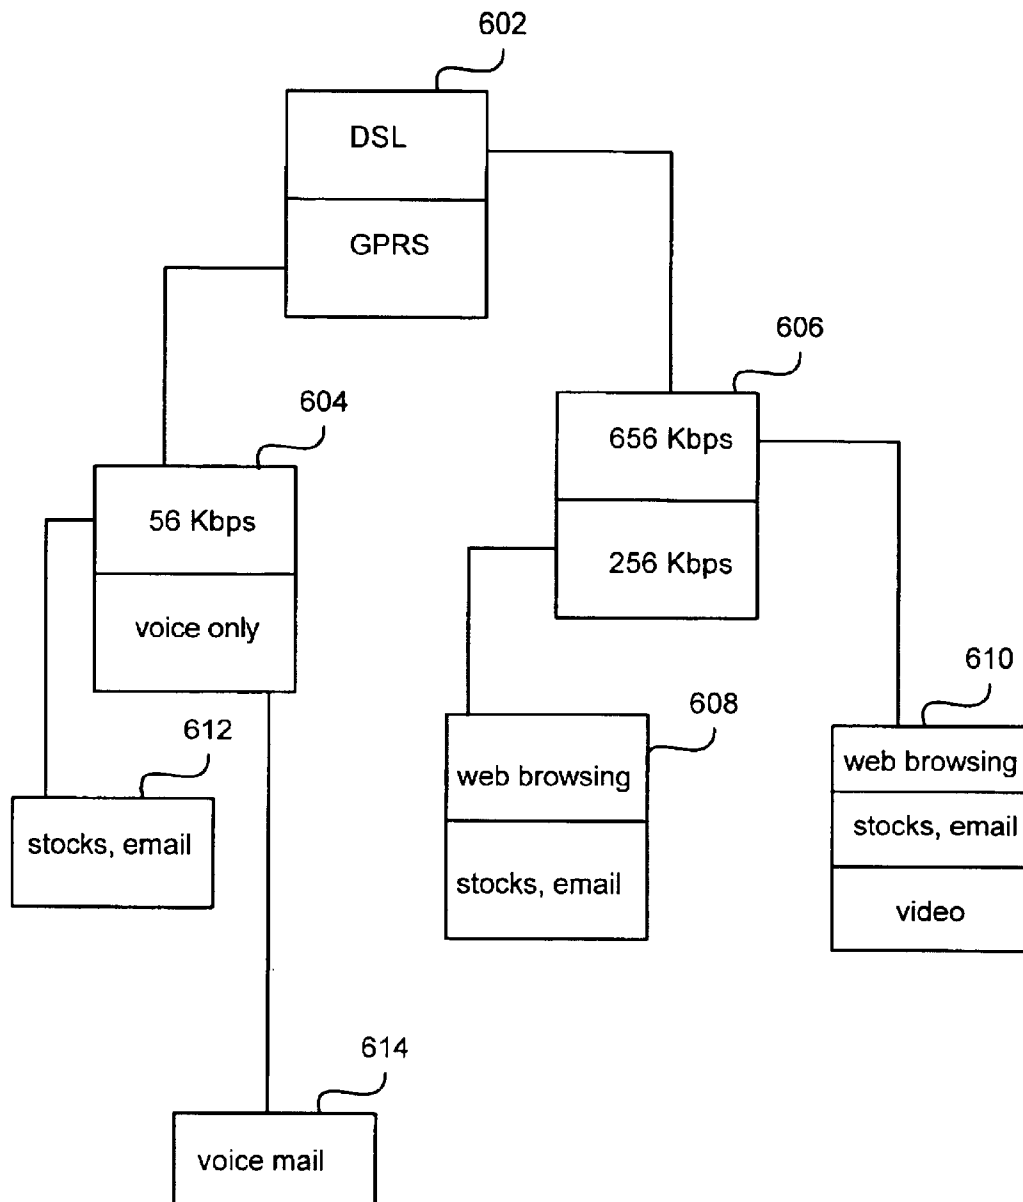 602
DSL
GPRS
606
656 Kbps
256 Kbps
604
56 Kbps
voice only
610
web browsing
stocks, email
video
608
web browsing
stocks, email
612
stocks, email
614
voice mail